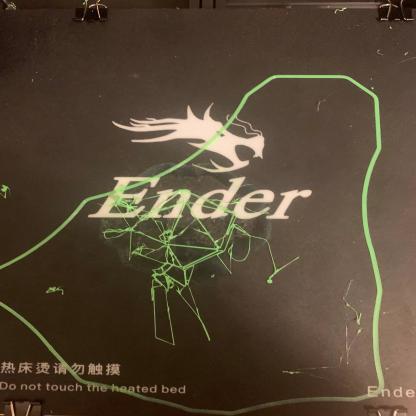 Ender
热床烫请勿触摸
Do not touch the heated bed
Ende